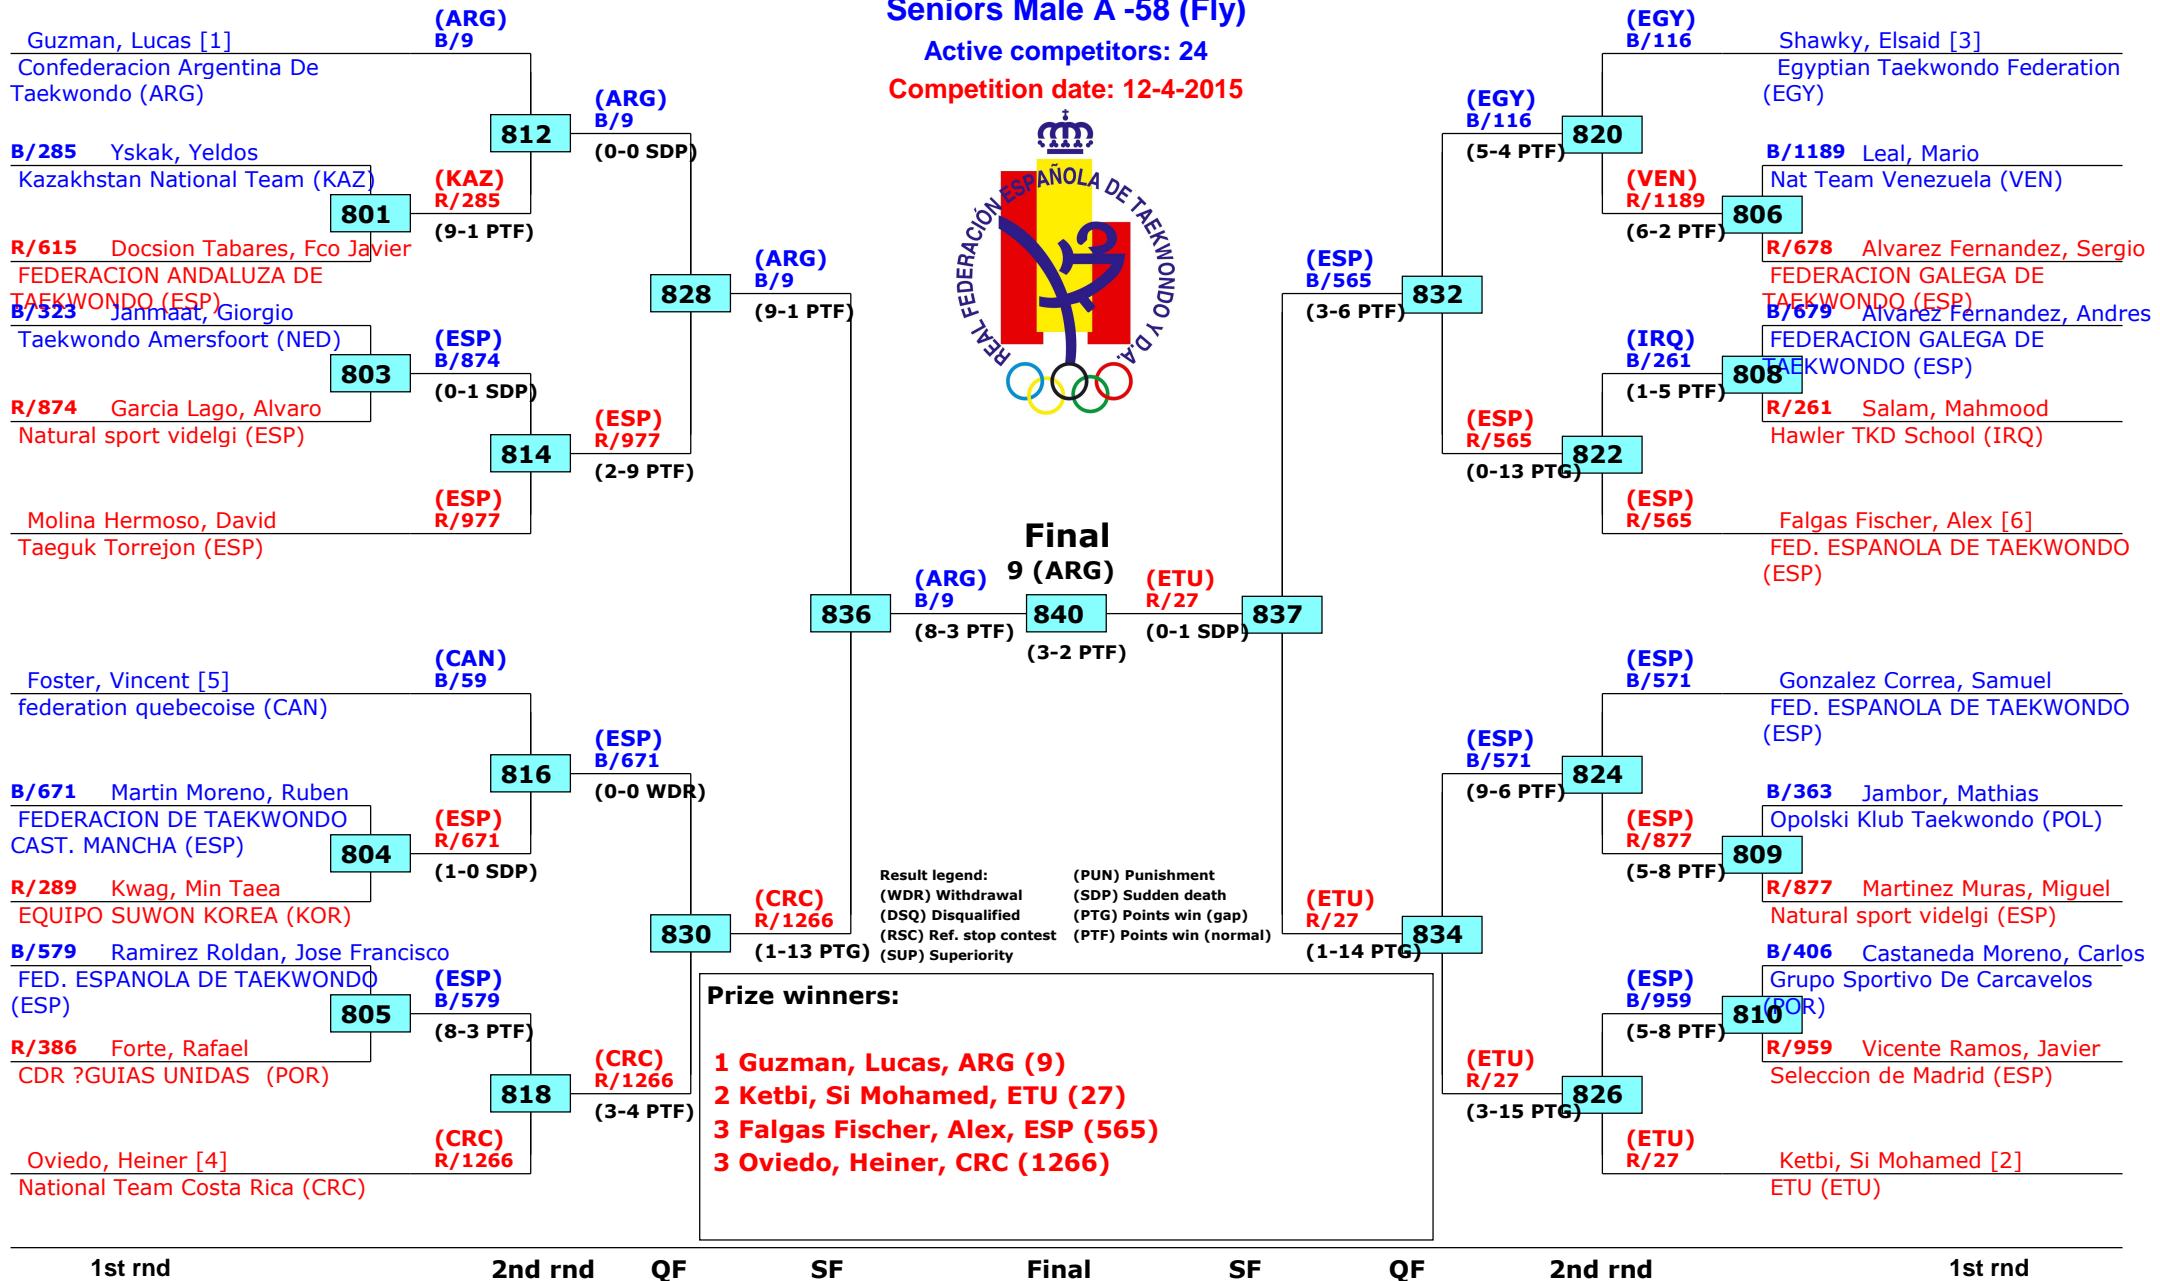 Seniors Male A -58 (Fly)
Active competitors: 24
Competition date: 12-4-2015
REAL FEDERACIÓN ESPAÑOLA DE TAEKWONDO Y D.A.
(ARG)
Guzman, Lucas [1] B/9
Confederacion Argentina De
Taekwondo (ARG)
812
(ARG)
B/9
(0-0 SDP)
B/285 Yskak, Yeldos
Kazakhstan National Team (KAZ)
801
(KAZ)
R/285
(9-1 PTF)
R/615 Docsion Tabares, Fco Javier
FEDERACION ANDALUZA DE
TAEKWONDO (ESP)
828
(ARG)
B/9
(9-1 PTF)
B/323 Janmaat, Giorgio
Taekwondo Amersfoort (NED)
803
(ESP)
B/874
(0-1 SDP)
R/874 Garcia Lago, Alvaro
Natural sport videlgi (ESP)
814
(ESP)
R/977
(2-9 PTF)
(ESP)
Molina Hermoso, David R/977
Taeguk Torrejon (ESP)
836
(ARG)
B/9
(8-3 PTF)
(CAN)
Foster, Vincent [5] B/59
federation quebecoise (CAN)
816
(ESP)
B/671
(0-0 WDR)
B/671 Martin Moreno, Ruben
FEDERACION DE TAEKWONDO
CAST. MANCHA (ESP)
804
(ESP)
R/671
(1-0 SDP)
R/289 Kwag, Min Taea
EQUIPO SUWON KOREA (KOR)
830
(CRC)
R/1266
(1-13 PTG)
B/579 Ramirez Roldan, Jose Francisco
FED. ESPANOLA DE TAEKWONDO
(ESP)
805
(ESP)
B/579
(8-3 PTF)
R/386 Forte, Rafael
CDR ?GUIAS UNIDAS (POR)
818
(CRC)
R/1266
(3-4 PTF)
(CRC)
Oviedo, Heiner [4] R/1266
National Team Costa Rica (CRC)
Final
9 (ARG)
840
(3-2 PTF)
(ETU)
R/27
(0-1 SDP)
837
(EGY)
B/116 Shawky, Elsaid [3]
Egyptian Taekwondo Federation
(EGY)
(EGY)
B/116
(5-4 PTF)
820
B/1189 Leal, Mario
Nat Team Venezuela (VEN)
(VEN)
R/1189
(6-2 PTF)
806
R/678 Alvarez Fernandez, Sergio
FEDERACION GALEGA DE
TAEKWONDO (ESP)
(ESP)
B/565
(3-6 PTF)
832
B/679 Alvarez Fernandez, Andres
FEDERACION GALEGA DE
TAEKWONDO (ESP)
(IRQ)
B/261
(1-5 PTF)
808
R/261 Salam, Mahmood
Hawler TKD School (IRQ)
(ESP)
R/565
(0-13 PTG)
822
(ESP)
R/565 Falgas Fischer, Alex [6]
FED. ESPANOLA DE TAEKWONDO
(ESP)
(ESP)
B/571 Gonzalez Correa, Samuel
FED. ESPANOLA DE TAEKWONDO
(ESP)
(ESP)
B/571
(9-6 PTF)
824
B/363 Jambor, Mathias
Opolski Klub Taekwondo (POL)
(ESP)
R/877
(5-8 PTF)
809
R/877 Martinez Muras, Miguel
Natural sport videlgi (ESP)
(ETU)
R/27
(1-14 PTG)
834
B/406 Castaneda Moreno, Carlos
Grupo Sportivo De Carcavelos
(POR)
(ESP)
B/959
(5-8 PTF)
810
R/959 Vicente Ramos, Javier
Seleccion de Madrid (ESP)
(ETU)
R/27
(3-15 PTG)
826
(ETU)
R/27 Ketbi, Si Mohamed [2]
ETU (ETU)
Result legend: (PUN) Punishment
(WDR) Withdrawal (SDP) Sudden death
(DSQ) Disqualified (PTG) Points win (gap)
(RSC) Ref. stop contest (PTF) Points win (normal)
(SUP) Superiority
Prize winners:
1 Guzman, Lucas, ARG (9)
2 Ketbi, Si Mohamed, ETU (27)
3 Falgas Fischer, Alex, ESP (565)
3 Oviedo, Heiner, CRC (1266)
1st rnd 2nd rnd QF SF Final SF QF 2nd rnd 1st rnd